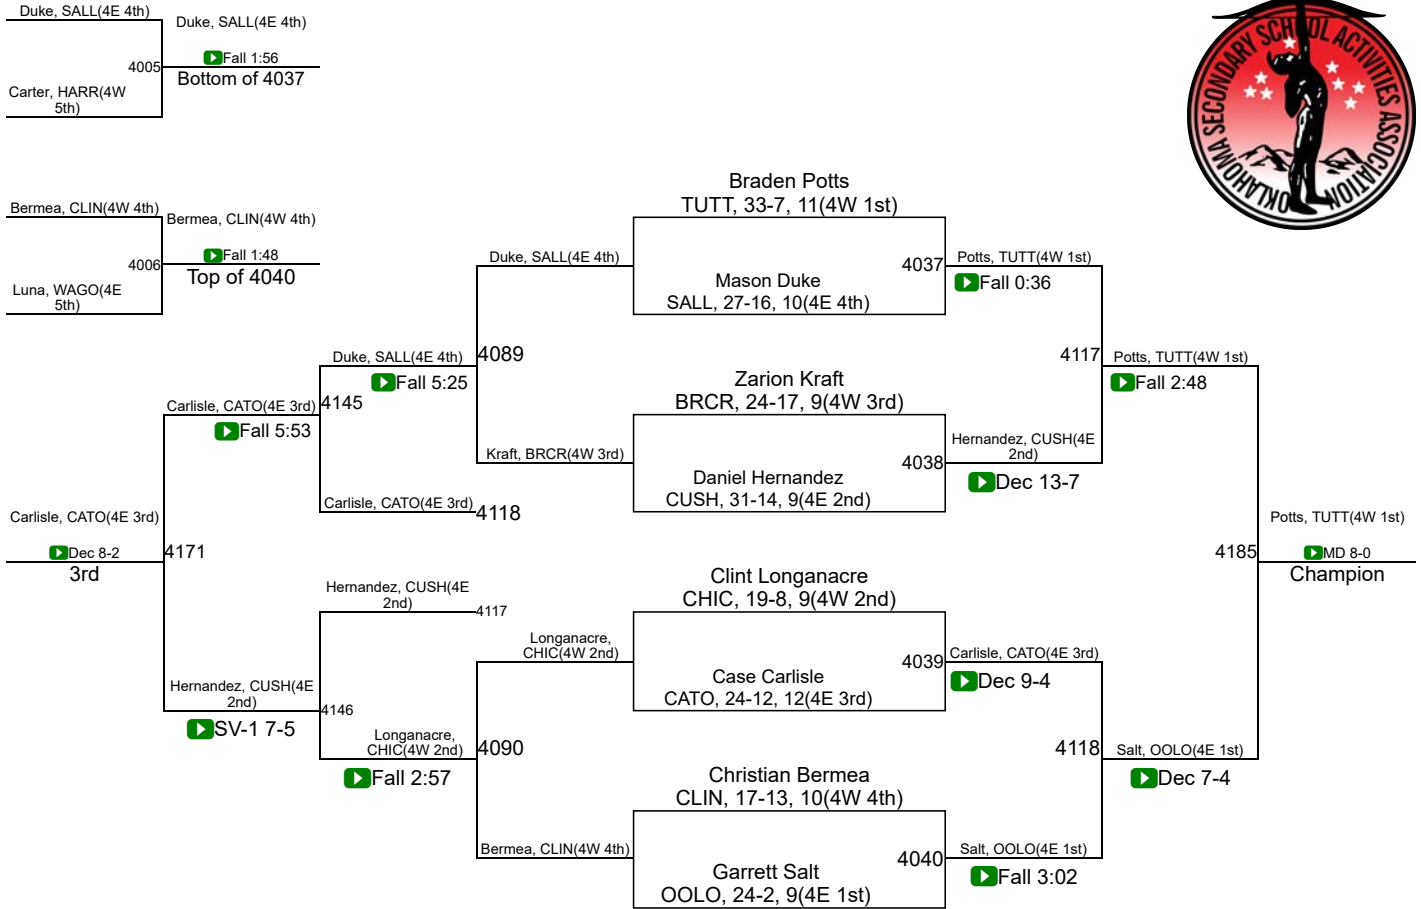 Duke, SALL(4E 4th)
Duke, SALL(4E 4th)
Fall 1:56
4005
Bottom of 4037
Carter, HARR(4W
5th)
OKLAHOMA SECONDARY SCHOOL ACTIVITIES ASSOCIATION
Bermea, CLIN(4W 4th)
Bermea, CLIN(4W 4th)
Fall 1:48
4006
Top of 4040
Luna, WAGO(4E
5th)
Braden Potts
TUTT, 33-7, 11(4W 1st)
Duke, SALL(4E 4th)
4037
Potts, TUTT(4W 1st)
Mason Duke
SALL, 27-16, 10(4E 4th)
Fall 0:36
Duke, SALL(4E 4th)
4089
Fall 5:25
4117
Potts, TUTT(4W 1st)
Fall 2:48
Zarion Kraft
BRCR, 24-17, 9(4W 3rd)
Carlisle, CATO(4E 3rd)
4145
Fall 5:53
Kraft, BRCR(4W 3rd)
4038
Hernandez, CUSH(4E
2nd)
Daniel Hernandez
CUSH, 31-14, 9(4E 2nd)
Dec 13-7
Carlisle, CATO(4E 3rd)
4118
Carlisle, CATO(4E 3rd)
Dec 8-2
4171
3rd
Potts, TUTT(4W 1st)
4185
MD 8-0
Champion
Clint Longanacre
CHIC, 19-8, 9(4W 2nd)
Hernandez, CUSH(4E
2nd)
4117
Longanacre,
CHIC(4W 2nd)
4039
Carlisle, CATO(4E 3rd)
Case Carlisle
CATO, 24-12, 12(4E 3rd)
Dec 9-4
Hernandez, CUSH(4E
2nd)
4146
SV-1 7-5
Longanacre,
CHIC(4W 2nd)
4090
Fall 2:57
4118
Salt, OOLO(4E 1st)
Dec 7-4
Christian Bermea
CLIN, 17-13, 10(4W 4th)
Bermea, CLIN(4W 4th)
4040
Salt, OOLO(4E 1st)
Garrett Salt
OOLO, 24-2, 9(4E 1st)
Fall 3:02